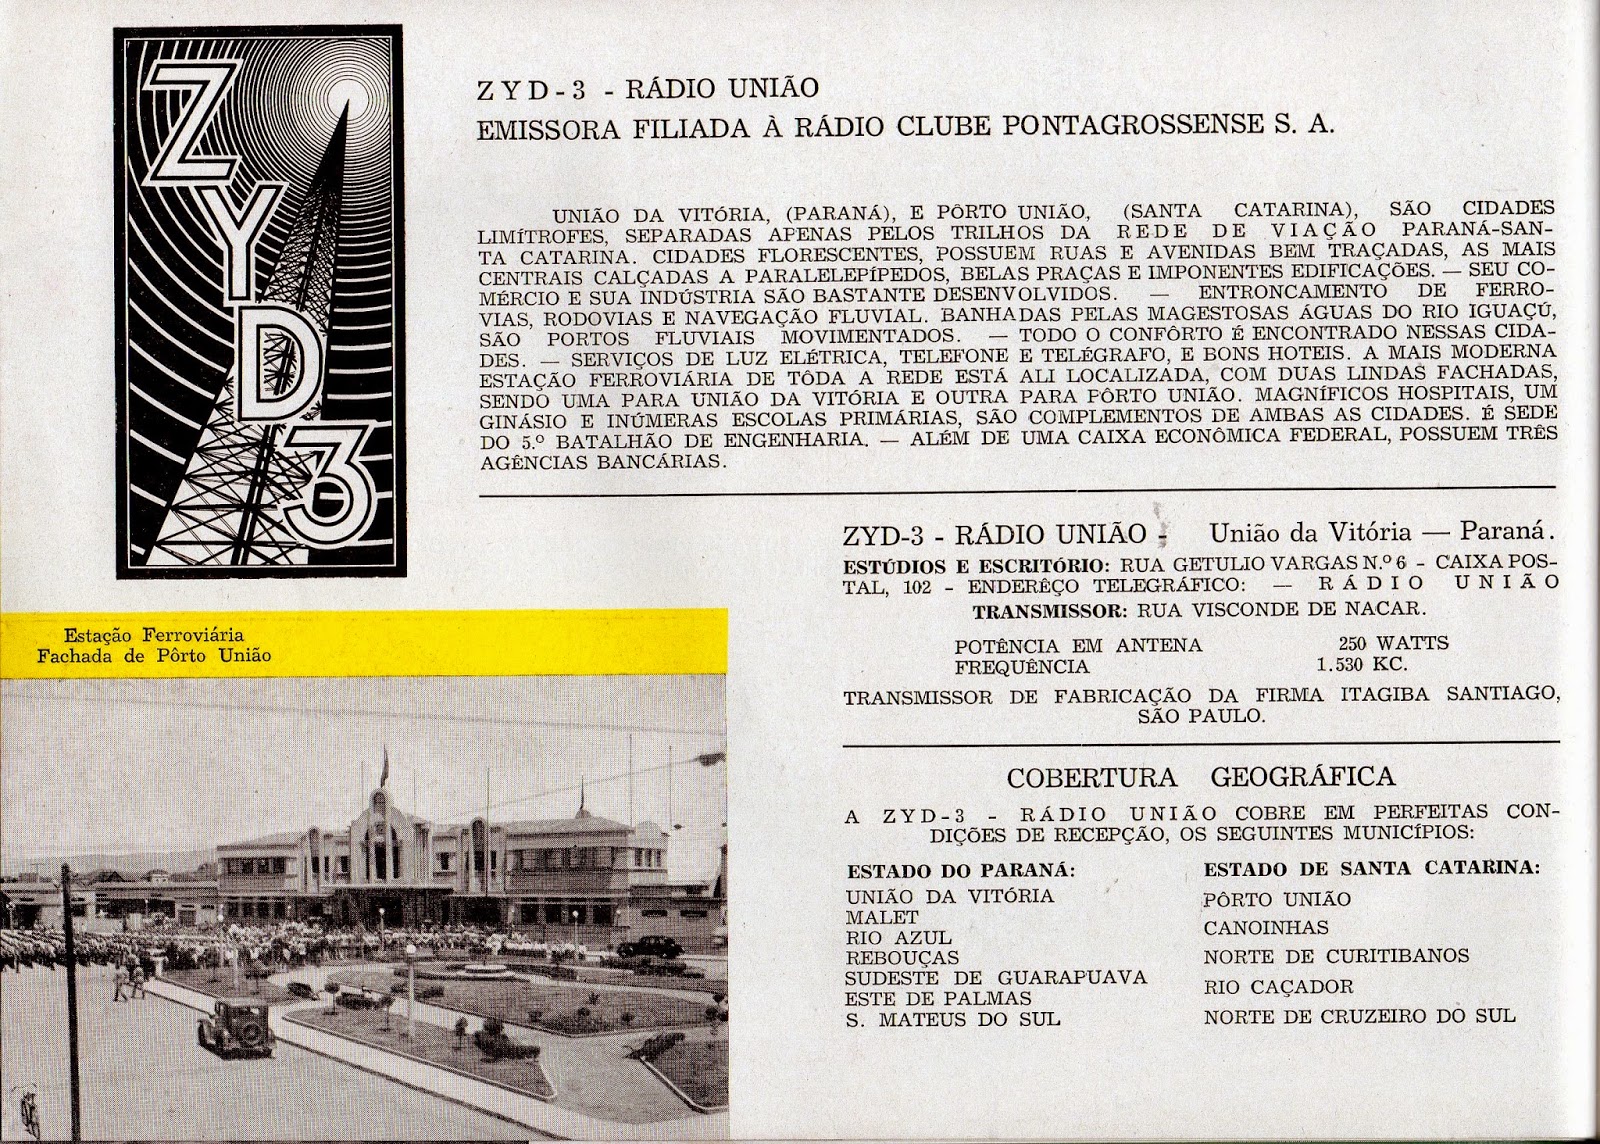 ZYD3
ZYD-3 - RÁDIO UNIÃO
EMISSORA FILIADA À RÁDIO CLUBE PONTAGROSSENSE S. A.
UNIÃO DA VITÓRIA, (PARANÁ), E PÔRTO UNIÃO, (SANTA CATARINA), SÃO CIDADES
LIMÍTROFES, SEPARADAS APENAS PELOS TRILHOS DA REDE DE VIAÇÃO PARANÁ-SAN-
TA CATARINA. CIDADES FLORESCENTES, POSSUEM RUAS E AVENIDAS BEM TRAÇADAS, AS MAIS
CENTRAIS CALÇADAS A PARALELEPÍPEDOS, BELAS PRAÇAS E IMPONENTES EDIFICAÇÕES. — SEU CO-
MÉRCIO E SUA INDÚSTRIA SÃO BASTANTE DESENVOLVIDOS. — ENTRONCAMENTO DE FERRO-
VIAS, RODOVIAS E NAVEGAÇÃO FLUVIAL. BANHADAS PELAS MAGESTOSAS ÁGUAS DO RIO IGUAÇÚ,
SÃO PORTOS FLUVIAIS MOVIMENTADOS. — TODO O CONFÔRTO É ENCONTRADO NESSAS CIDA-
DES. — SERVIÇOS DE LUZ ELÉTRICA, TELEFONE E TELÉGRAFO, E BONS HOTEIS. A MAIS MODERNA
ESTAÇÃO FERROVIÁRIA DE TÔDA A REDE ESTÁ ALI LOCALIZADA, COM DUAS LINDAS FACHADAS,
SENDO UMA PARA UNIÃO DA VITÓRIA E OUTRA PARA PÔRTO UNIÃO. MAGNÍFICOS HOSPITAIS, UM
GINÁSIO E INÚMERAS ESCOLAS PRIMÁRIAS, SÃO COMPLEMENTOS DE AMBAS AS CIDADES. É SEDE
DO 5.º BATALHÃO DE ENGENHARIA. — ALÉM DE UMA CAIXA ECONÔMICA FEDERAL, POSSUEM TRÊS
AGÊNCIAS BANCÁRIAS.
ZYD-3 - RÁDIO UNIÃO - União da Vitória — Paraná.
ESTÚDIOS E ESCRITÓRIO: RUA GETULIO VARGAS N.º 6 - CAIXA POS-
TAL, 102 - ENDERÊÇO TELEGRÁFICO: — RÁDIO UNIÃO
TRANSMISSOR: RUA VISCONDE DE NACAR.
POTÊNCIA EM ANTENA 250 WATTS
FREQUÊNCIA 1.530 KC.
TRANSMISSOR DE FABRICAÇÃO DA FIRMA ITAGIBA SANTIAGO,
SÃO PAULO.
COBERTURA GEOGRÁFICA
A ZYD-3 - RÁDIO UNIÃO COBRE EM PERFEITAS CON-
DIÇÕES DE RECEPÇÃO, OS SEGUINTES MUNICÍPIOS:
ESTADO DO PARANÁ:
UNIÃO DA VITÓRIA
MALET
RIO AZUL
REBOUÇAS
SUDESTE DE GUARAPUAVA
ESTE DE PALMAS
S. MATEUS DO SUL
ESTADO DE SANTA CATARINA:
PÔRTO UNIÃO
CANOINHAS
NORTE DE CURITIBANOS
RIO CAÇADOR
NORTE DE CRUZEIRO DO SUL
Estação Ferroviária
Fachada de Pôrto União